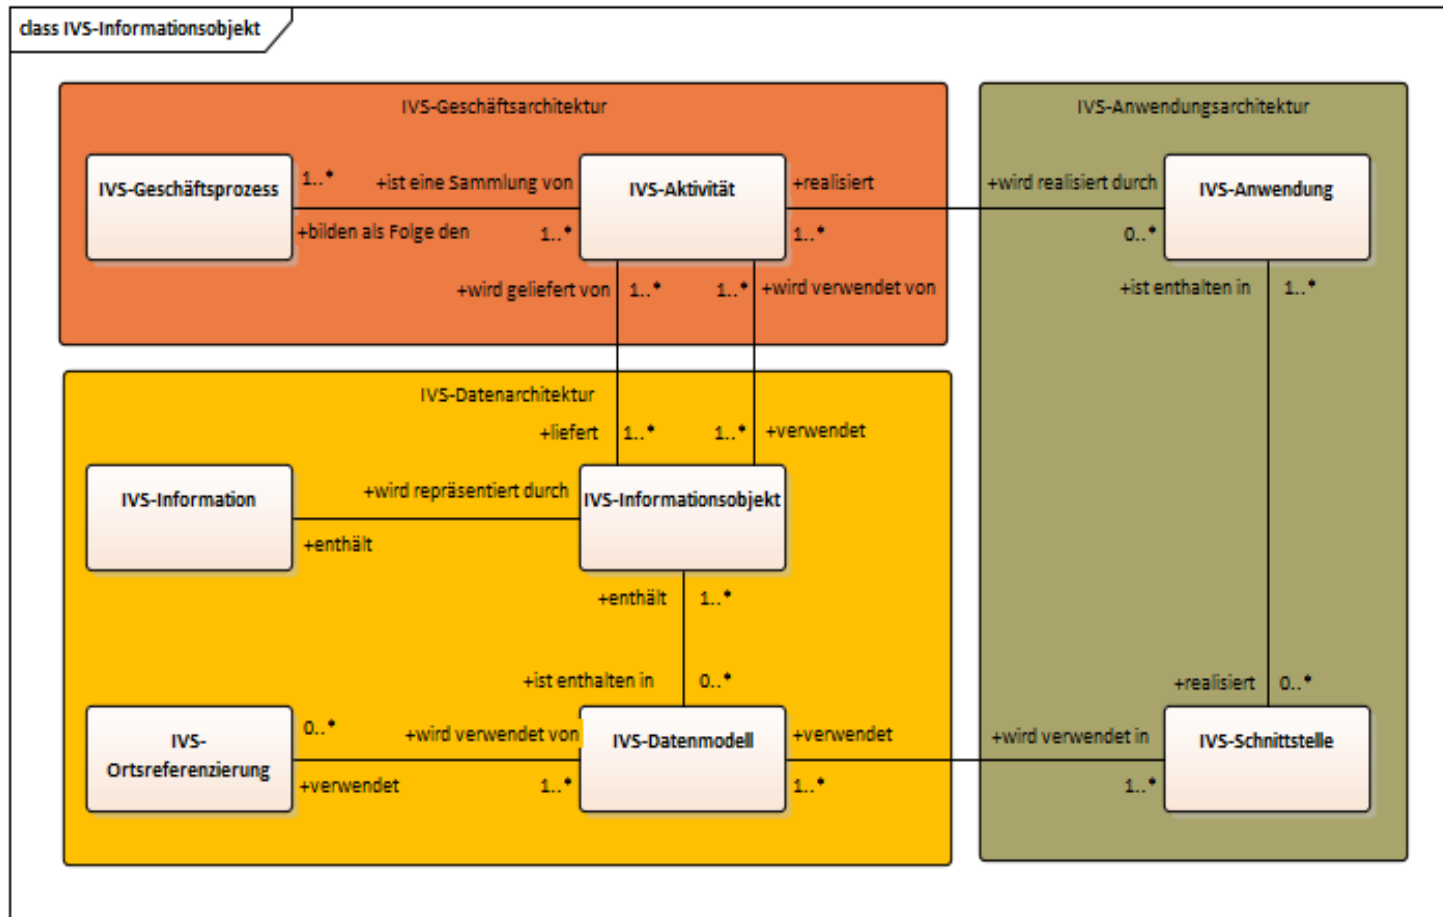 class IVS-Informationsobjekt
IVS-Geschäftsarchitektur
IVS-Anwendungsarchitektur
IVS-Geschäftsprozess
1..*
+ist eine Sammlung von
+bilden als Folge den
1..*
IVS-Aktivität
+realisiert
1..*
+wird realisiert durch
0..*
IVS-Anwendung
+wird geliefert von
1..*
1..*
+wird verwendet von
+ist enthalten in
1..*
IVS-Datenarchitektur
+liefert
1..*
1..*
+verwendet
IVS-Information
+wird repräsentiert durch
+enthält
IVS-Informationsobjekt
+enthält
1..*
+ist enthalten in
0..*
+realisiert
0..*
IVS-
Ortsreferenzierung
0..*
+wird verwendet von
+verwendet
1..*
IVS-Datenmodell
+verwendet
1..*
+wird verwendet in
1..*
IVS-Schnittstelle